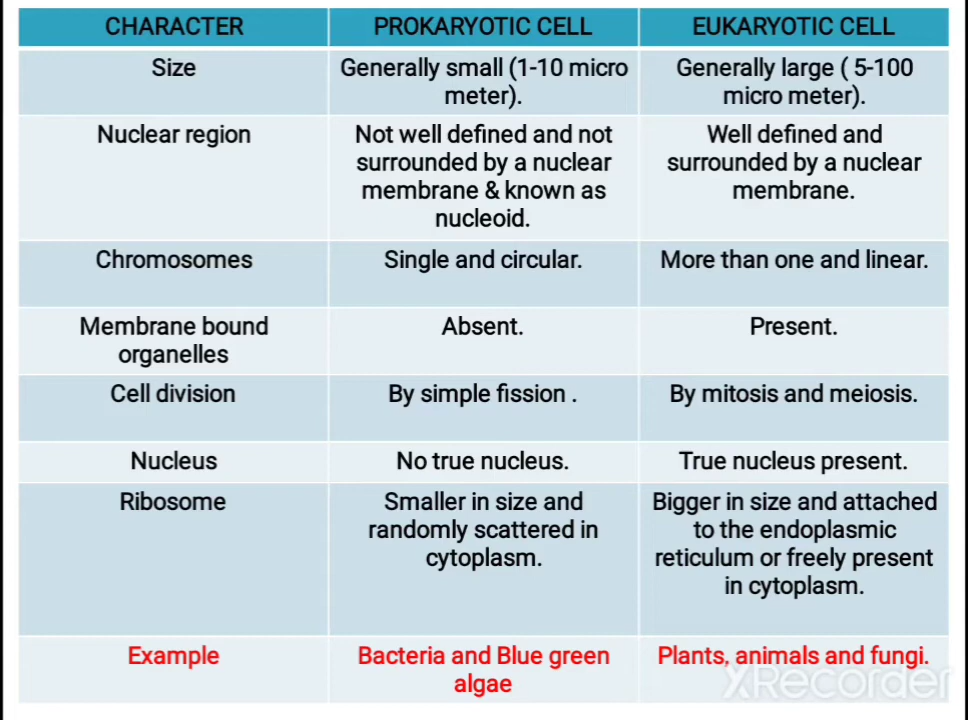 CHARACTER PROKARYOTIC CELL EUKARYOTIC CELL
Size
Generally small (1-10 micro
meter).
Generally large ( 5-100
micro meter).
Nuclear region
Not well defined and not
surrounded by a nuclear
membrane & known as
nucleoid.
Well defined and
surrounded by a nuclear
membrane.
Chromosomes
Single and circular.
More than one and linear.
Membrane bound
organelles
Absent.
Present.
Cell division
By simple fission .
By mitosis and meiosis.
Nucleus
No true nucleus.
True nucleus present.
Ribosome
Smaller in size and
randomly scattered in
cytoplasm.
Bigger in size and attached
to the endoplasmic
reticulum or freely present
in cytoplasm.
Example
Bacteria and Blue green
algae
Plants, animals and fungi.
XRecorder